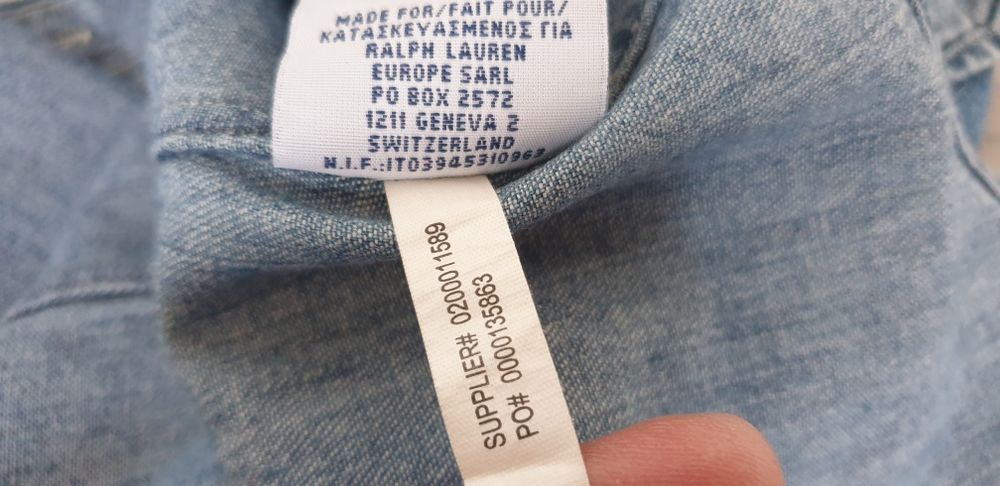 MADE FOR/FAIT POUR/
ΚΑΤΑΣΚΕΥΑΣΜΕΝΟΣ ΓΙΑ
RALPH LAUREN
EUROPE SARL
PO BOX 2572
1211 GENEVA 2
SWITZERLAND
N.I.F.:IT03945310963
SUPPLIER# 0200011589
PO# 0000135863